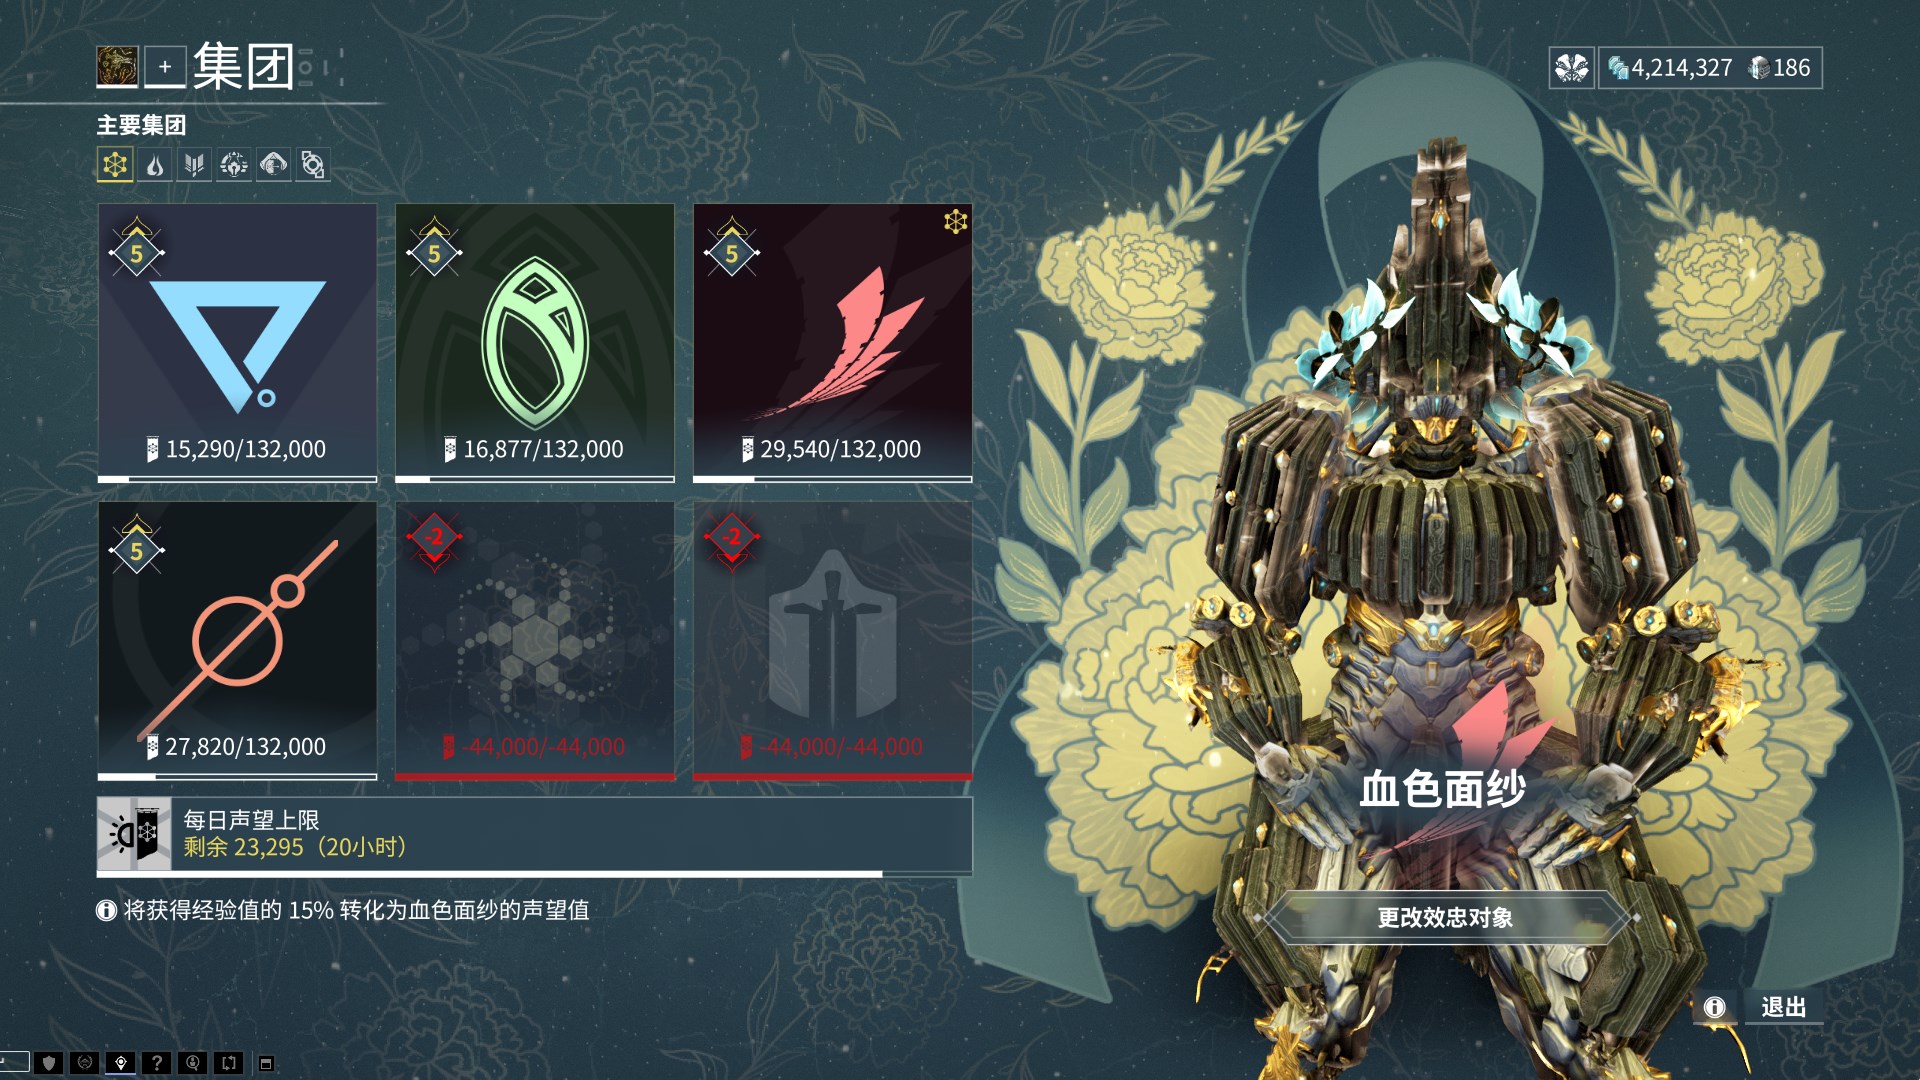 + 集团
4,214,327 186
主要集团
5 5 5
15,290/132,000 16,877/132,000 29,540/132,000
5 -2 -2
27,820/132,000 -44,000/-44,000 -44,000/-44,000
每日声望上限
剩余 23,295（20小时）
将获得经验值的 15% 转化为血色面纱的声望值
血色面纱
更改效忠对象
退出
?